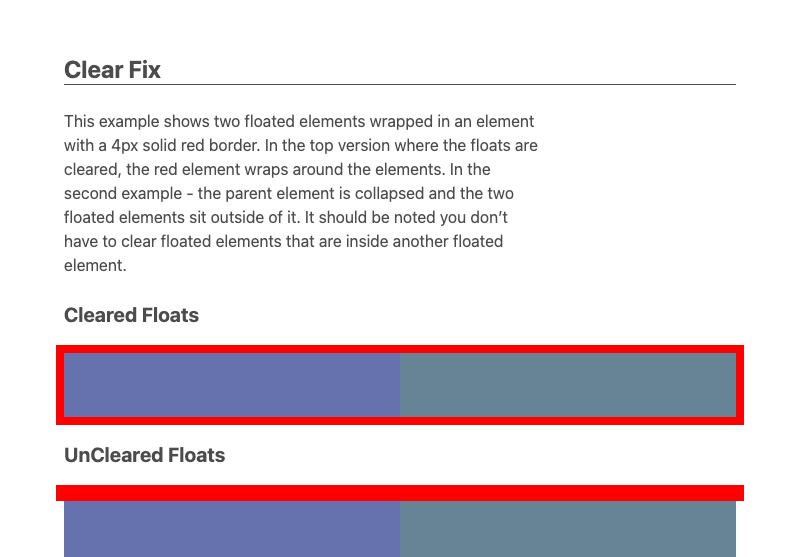 Clear Fix
This example shows two floated elements wrapped in an element
with a 4px solid red border. In the top version where the floats are
cleared, the red element wraps around the elements. In the
second example - the parent element is collapsed and the two
floated elements sit outside of it. It should be noted you don’t
have to clear floated elements that are inside another floated
element.
Cleared Floats
UnCleared Floats